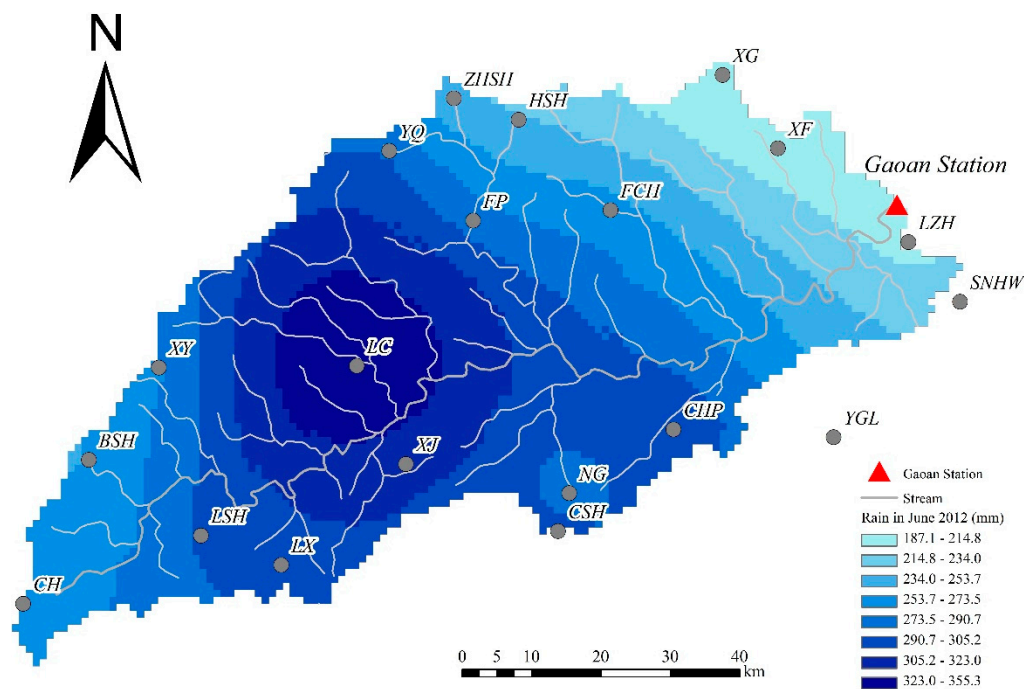 N
XG
ZHSH
HSH
YQ
XF
Gaoan Station
FCH
FP
LZH
SNHW
LC
XY
CHP
YGL
BSH
XJ
NG
LSH
CSH
LX
CH
Gaoan Station
Stream
Rain in June 2012 (mm)
187.1 - 214.8
214.8 - 234.0
234.0 - 253.7
253.7 - 273.5
273.5 - 290.7
290.7 - 305.2
305.2 - 323.0
323.0 - 355.3
0 5 10 20 30 40
km